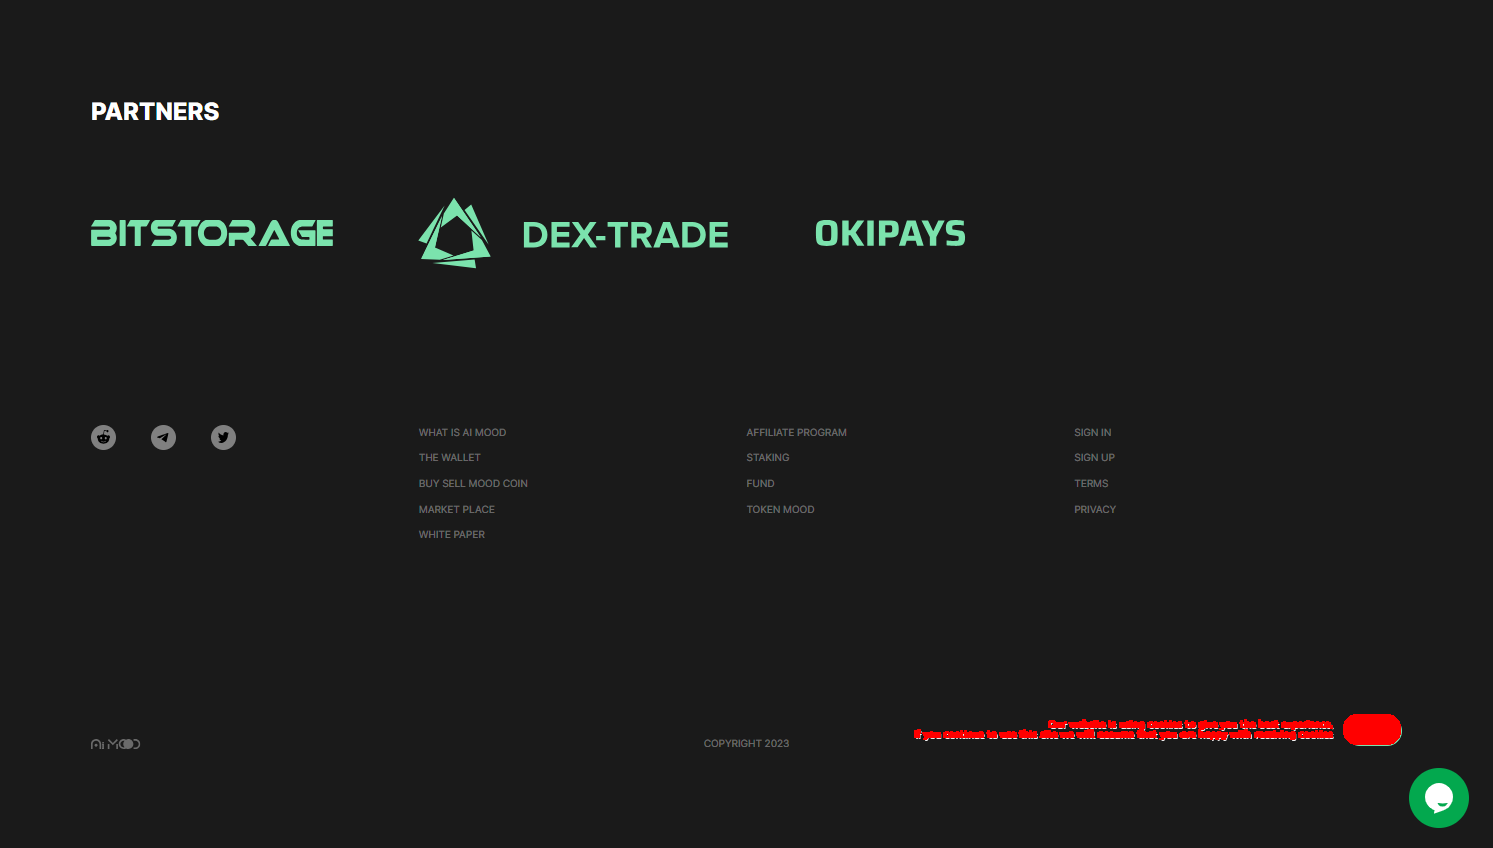 PARTNERS
BITSTORAGE
DEX-TRADE
OKIPAYS
WHAT IS AI MOOD
THE WALLET
BUY SELL MOOD COIN
MARKET PLACE
WHITE PAPER
AFFILIATE PROGRAM
STAKING
FUND
TOKEN MOOD
SIGN IN
SIGN UP
TERMS
PRIVACY
Ai MOOD
COPYRIGHT 2023
Our website is using cookies to give you the best experience.
If you continue to use this site we will assume that you are happy with receiving cookies